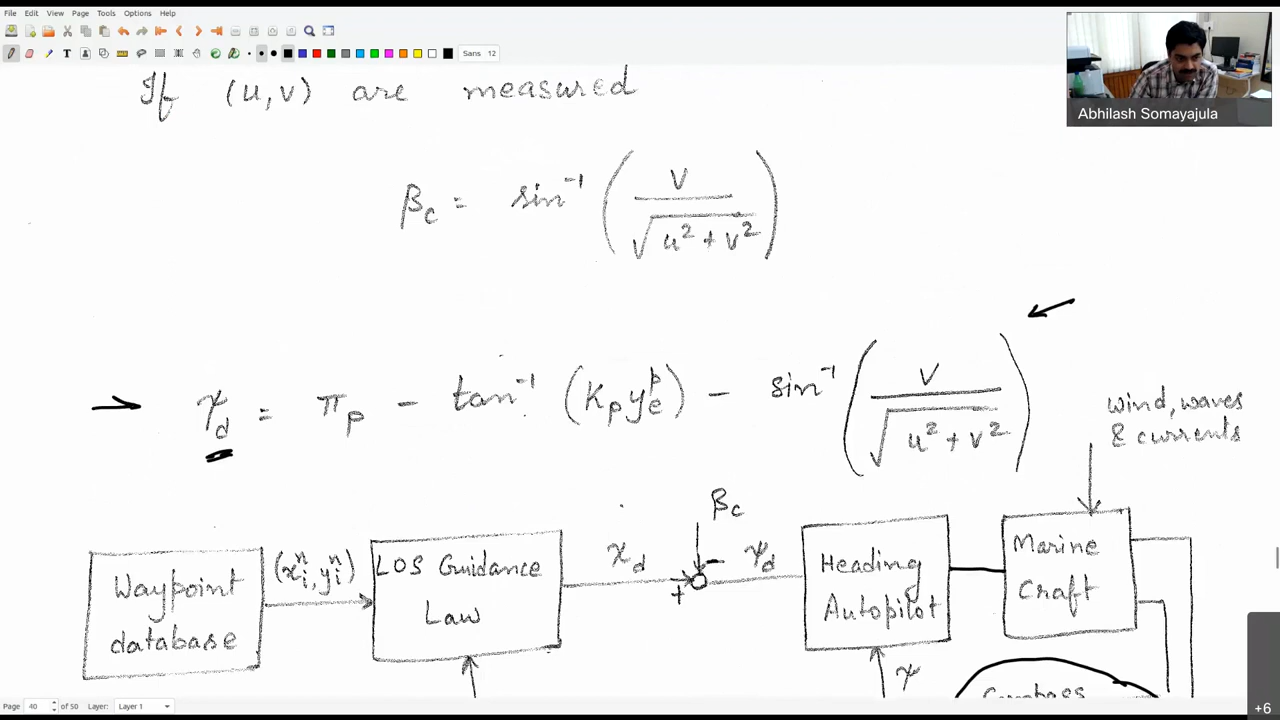 File Edit View Page Tools Options Help
Sans 12
Abhilash Somayajula
If (u, v) are measured
βc = sin⁻¹ ( v / √(u² + v²) )
ψd = πp - tan⁻¹ (Kp yeᵖ) - sin⁻¹ ( v / √(u² + v²) )
wind, waves
& currents
βc
Waypoint
database
(xiⁿ, yiⁿ)
LOS Guidance
Law
χd
+
-
ψd
Heading
Autopilot
Marine
Craft
ψ
Compass
Page 40 of 50 Layer: Layer 1
+6